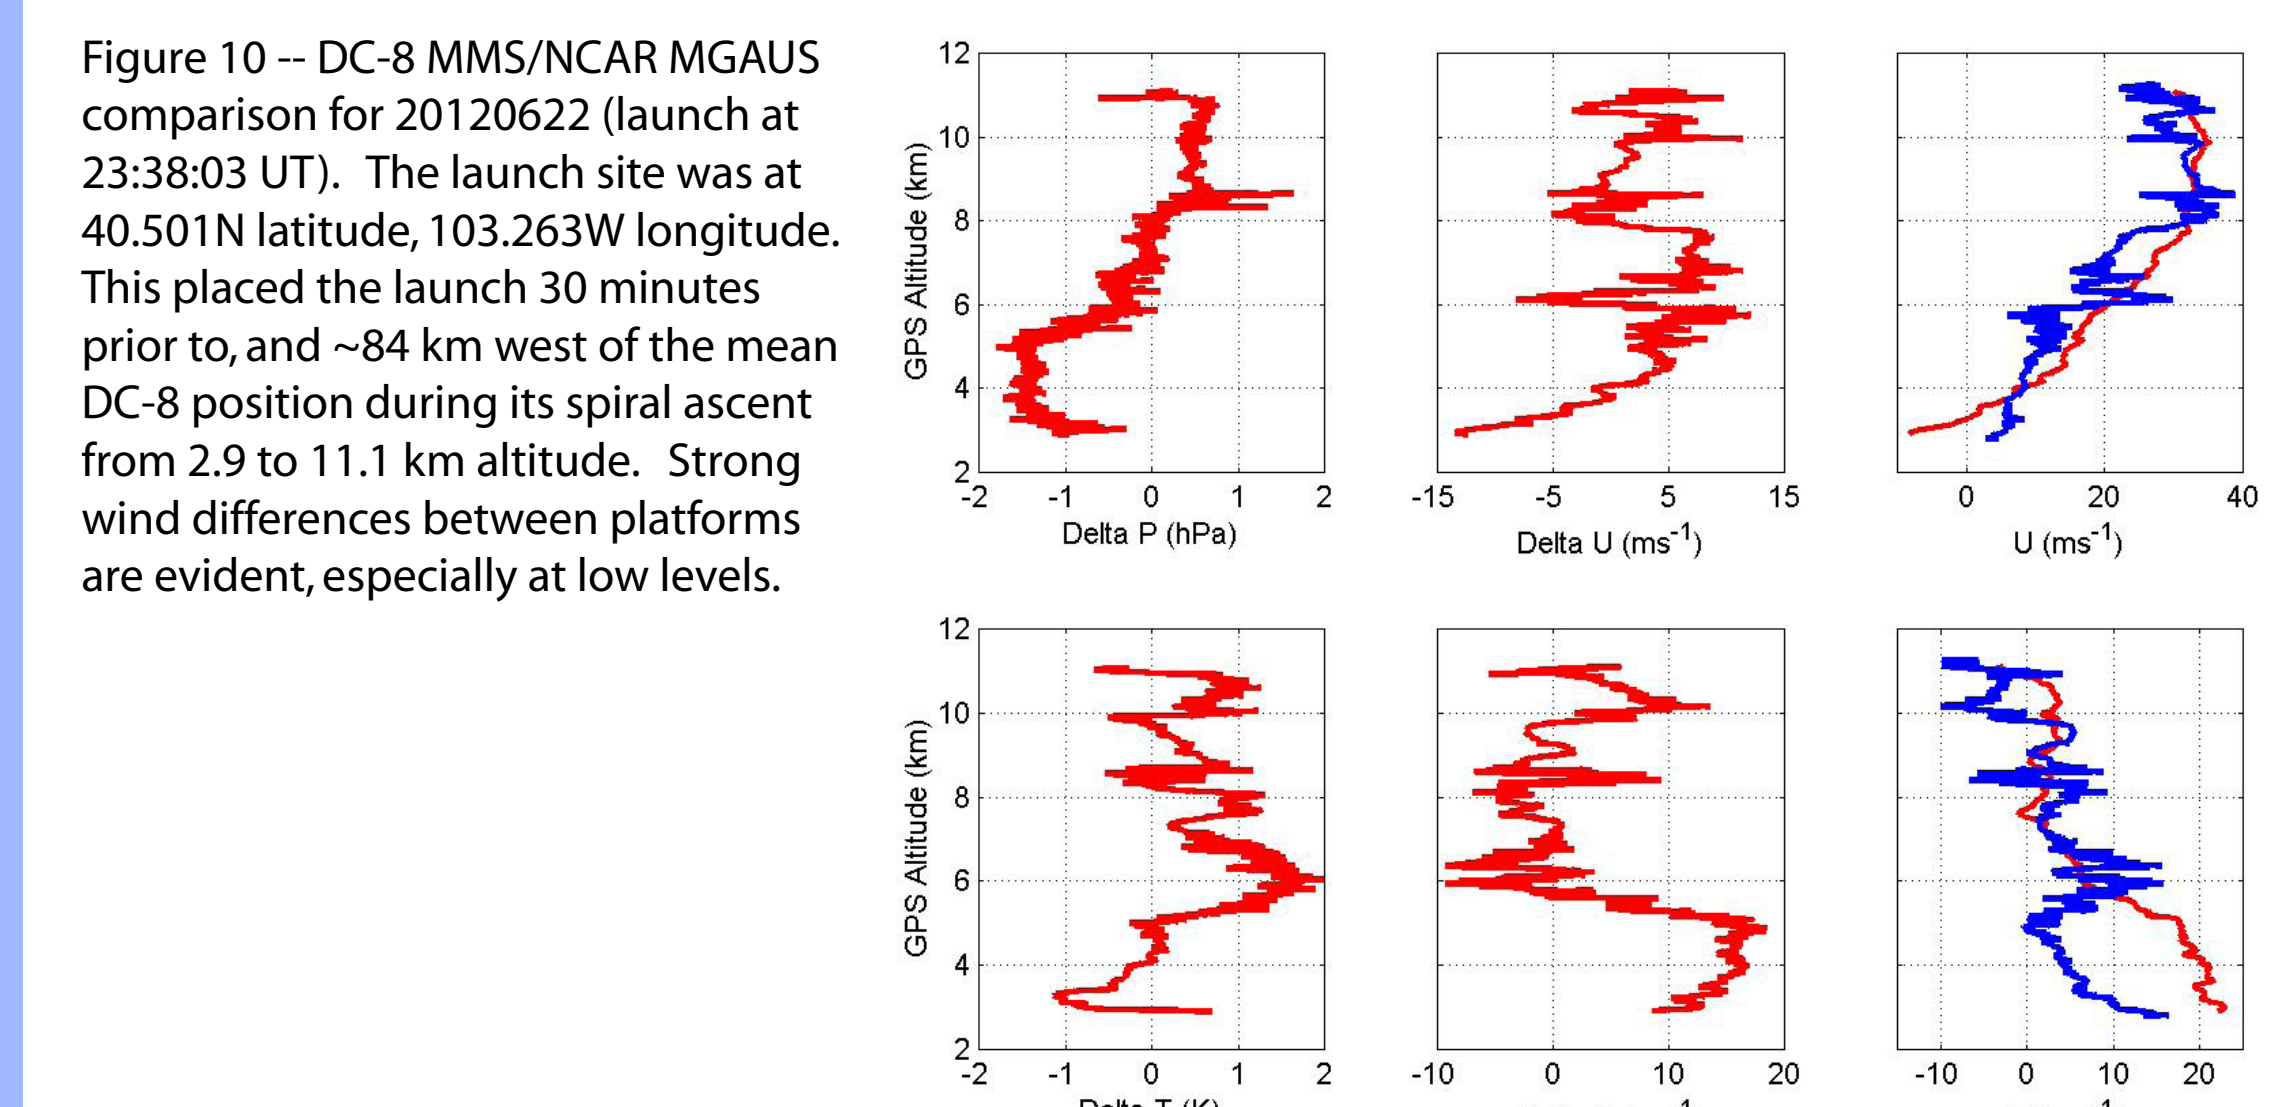 Figure 10 -- DC-8 MMS/NCAR MGAUS
comparison for 20120622 (launch at
23:38:03 UT).  The launch site was at
40.501N latitude, 103.263W longitude.
This placed the launch 30 minutes
prior to, and ~84 km west of the mean
DC-8 position during its spiral ascent
from 2.9 to 11.1 km altitude.  Strong
wind differences between platforms
are evident, especially at low levels.
12
10
8
6
4
2
GPS Altitude (km)
-2 -1 0 1 2
Delta P (hPa)
-15 -5 5 15
Delta U (ms-1)
0 20 40
U (ms-1)
12
10
8
6
4
2
GPS Altitude (km)
-2 -1 0 1 2
Delta T (K)
-10 0 10 20
-10 0 10 20